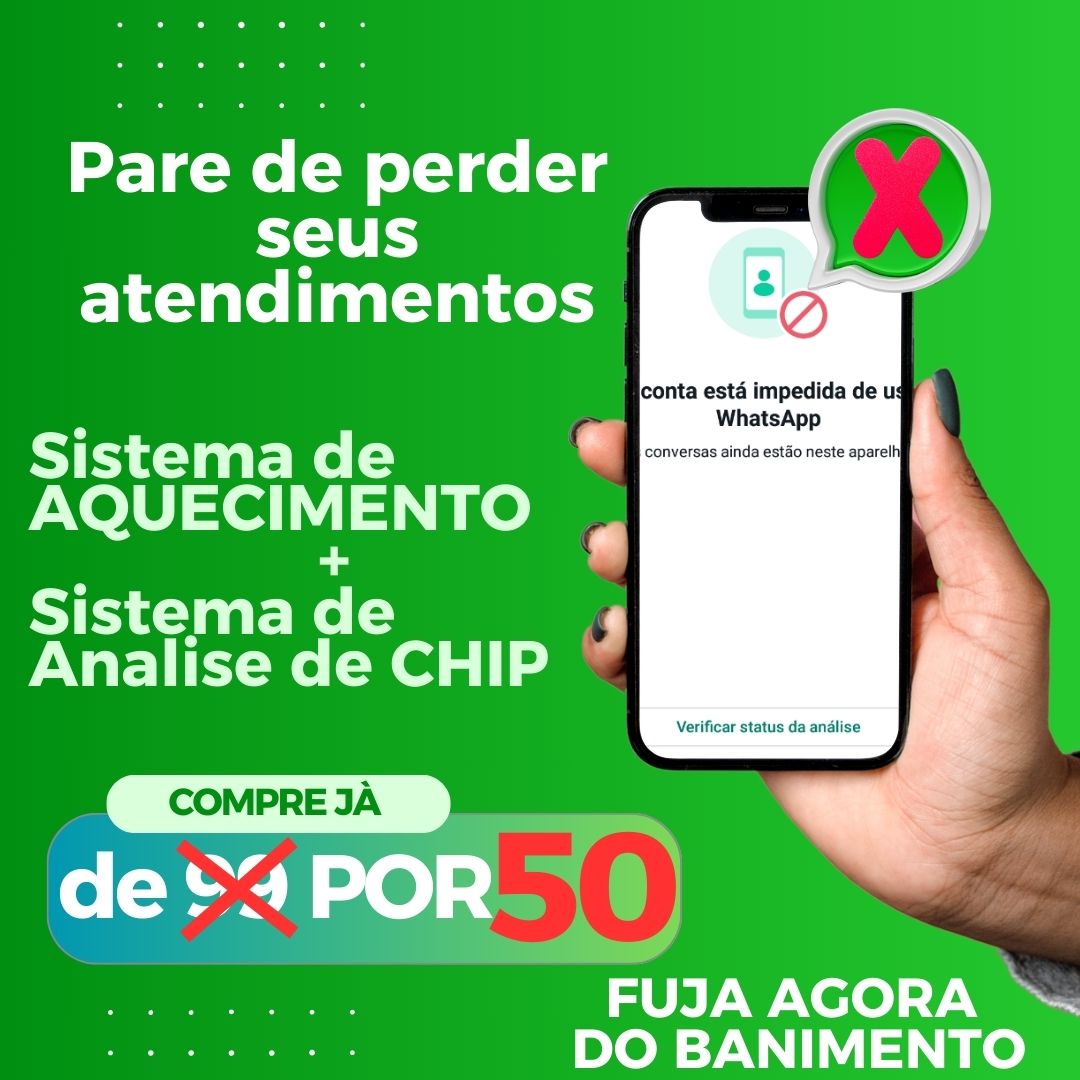 Pare de perder
seus
atendimentos
conta está impedida de us
WhatsApp
conversas ainda estão neste aparelh
Sistema de
AQUECIMENTO
+
Sistema de
Analise de CHIP
Verificar status da análise
COMPRE JÀ
de 99 POR 50
FUJA AGORA
DO BANIMENTO